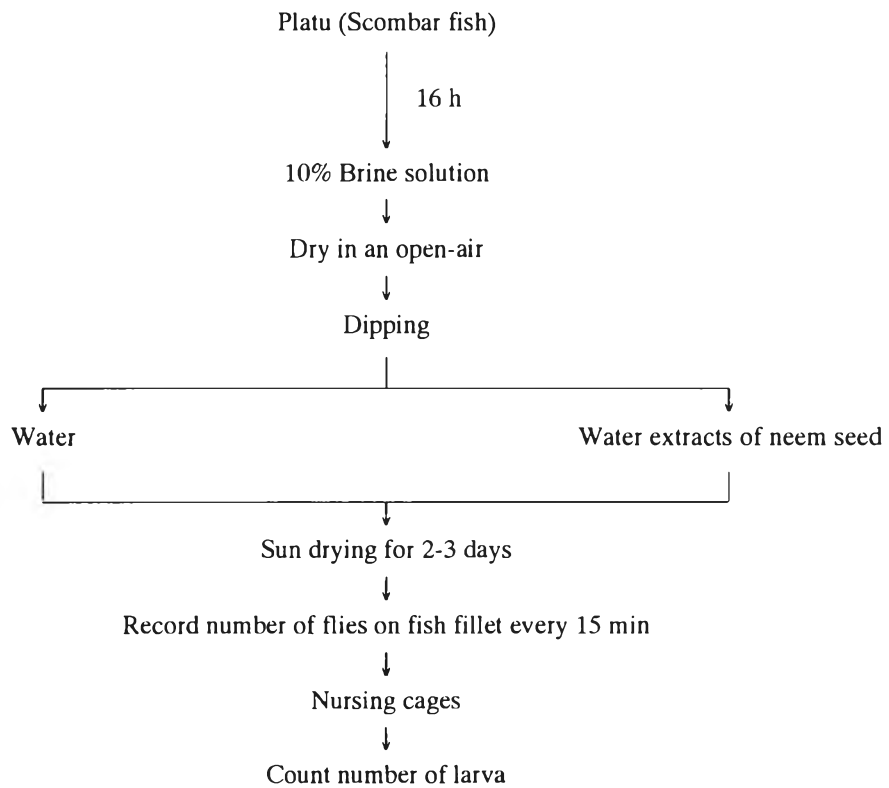 Platu (Scombar fish)
16 h
10% Brine solution
Dry in an open-air
Dipping
Water
Water extracts of neem seed
Sun drying for 2-3 days
Record number of flies on fish fillet every 15 min
Nursing cages
Count number of larva